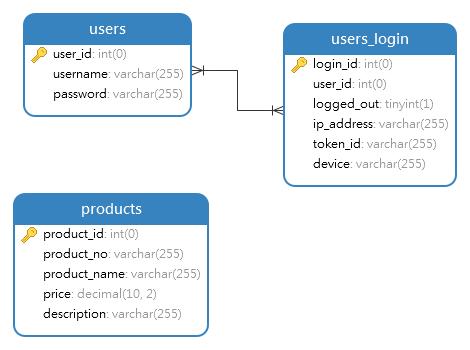 users
user_id: int(0)
username: varchar(255)
password: varchar(255)
users_login
login_id: int(0)
user_id: int(0)
logged_out: tinyint(1)
ip_address: varchar(255)
token_id: varchar(255)
device: varchar(255)
products
product_id: int(0)
product_no: varchar(255)
product_name: varchar(255)
price: decimal(10, 2)
description: varchar(255)